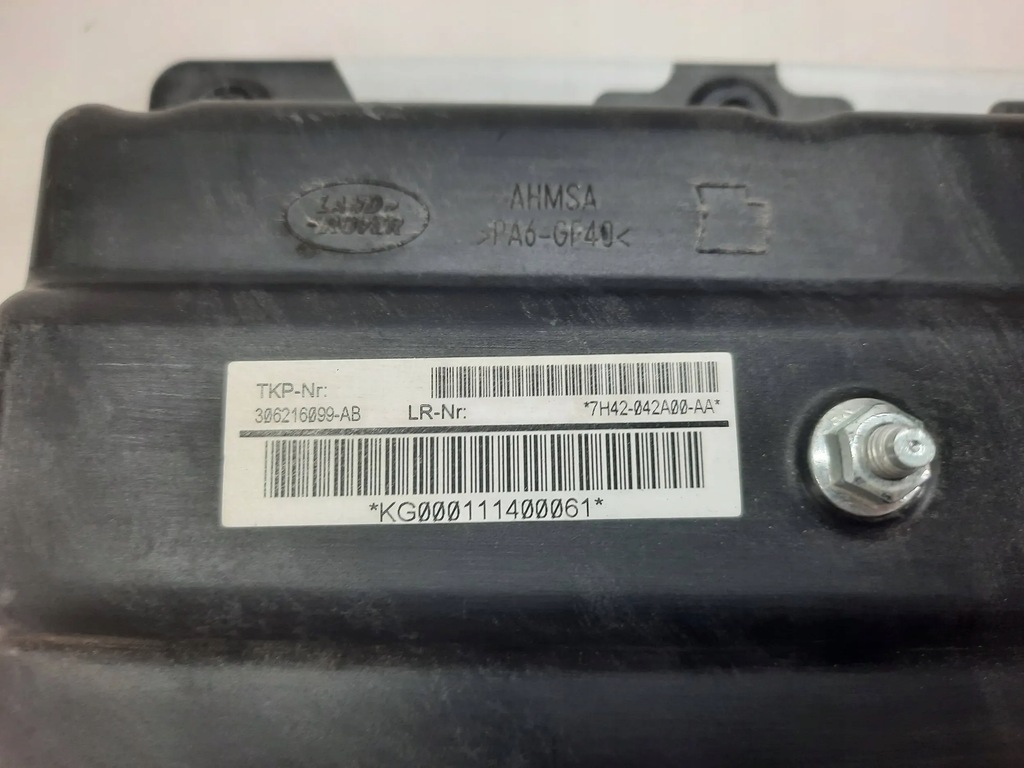 LAND-
-ROVER
AHMSA
>PA6-GF40<
TKP-Nr:
306216099-AB LR-Nr: *7H42-042A00-AA*
*KG000111400061*